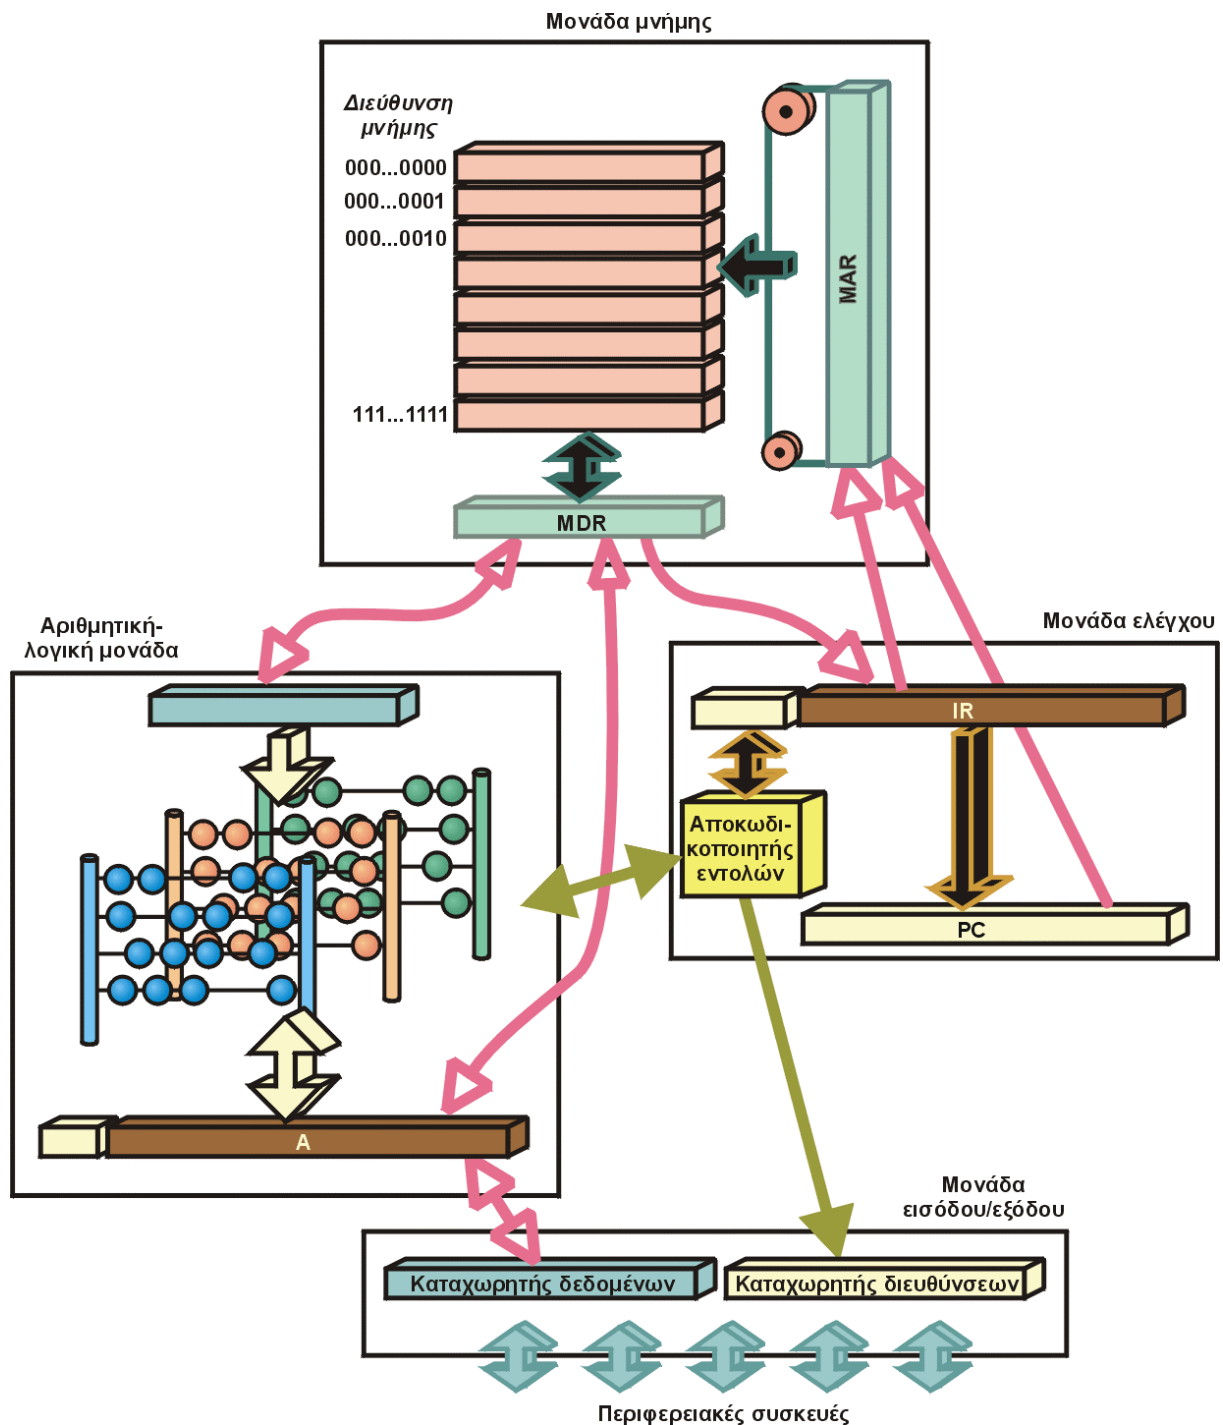 Μονάδα μνήμης
Διεύθυνση
μνήμης
000...0000
000...0001
000...0010
111...1111
MAR
MDR
Αριθμητική-
λογική μονάδα
Μονάδα ελέγχου
IR
Αποκωδι-
κοποιητής
εντολών
PC
A
Μονάδα
εισόδου/εξόδου
Καταχωρητής δεδομένων
Καταχωρητής διευθύνσεων
Περιφερειακές συσκευές